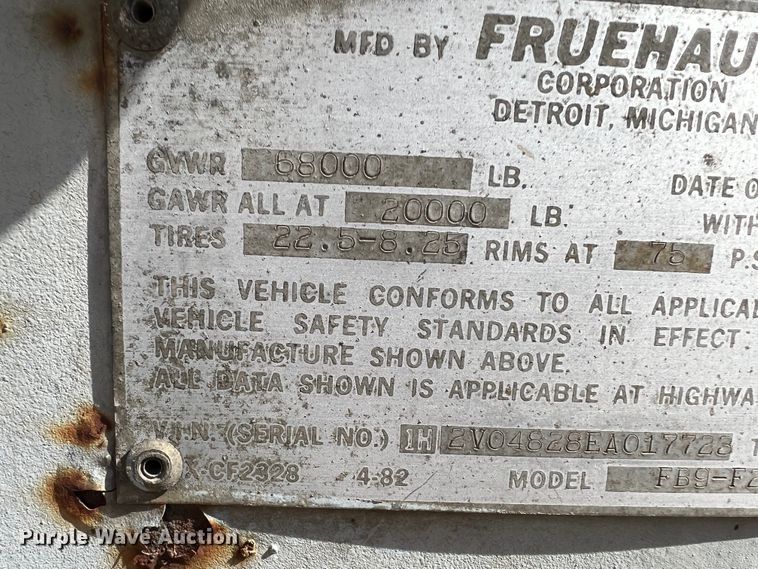 MFD. BY FRUEHAU
CORPORATION
DETROIT, MICHIGAN
GVWR 68000 LB. DATE O
GAWR ALL AT 20000 LB. WITH
TIRES 22.5-8.25 RIMS AT 75 P.S
THIS VEHICLE CONFORMS TO ALL APPLICA
VEHICLE SAFETY STANDARDS IN EFFECT
MANUFACTURE SHOWN ABOVE.
ALL DATA SHOWN IS APPLICABLE AT HIGHWA
V.I.N. (SERIAL NO.) 1H 2V04828EA017723 T
X-CF2328 4-82 MODEL FB9-F2
Purple Wave Auction